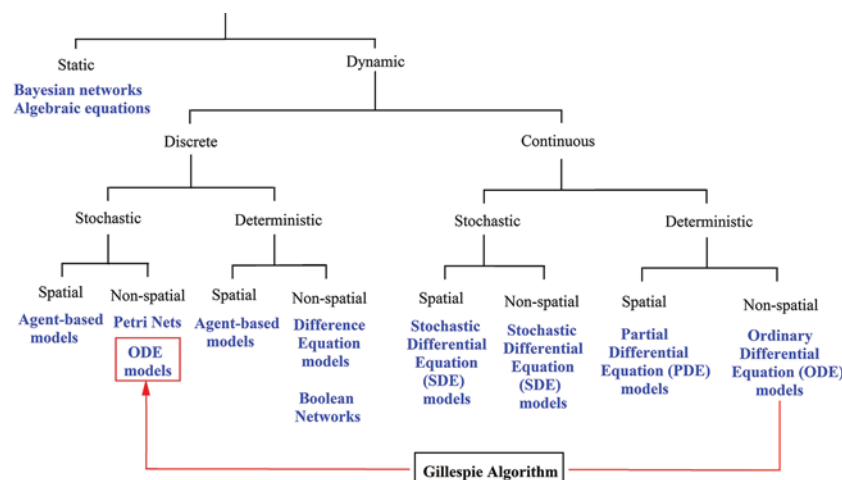 Static
Dynamic
Bayesian networks
Algebraic equations
Discrete
Continuous
Stochastic
Deterministic
Stochastic
Deterministic
Spatial
Agent-based
models
Non-spatial
Petri Nets
ODE
models
Spatial
Agent-based
models
Non-spatial
Difference
Equation
models
Boolean
Networks
Spatial
Stochastic
Differential
Equation
(SDE)
models
Non-spatial
Stochastic
Differential
Equation
(SDE)
models
Spatial
Partial
Differential
Equation (PDE)
models
Non-spatial
Ordinary
Differential
Equation (ODE)
models
Gillespie Algorithm